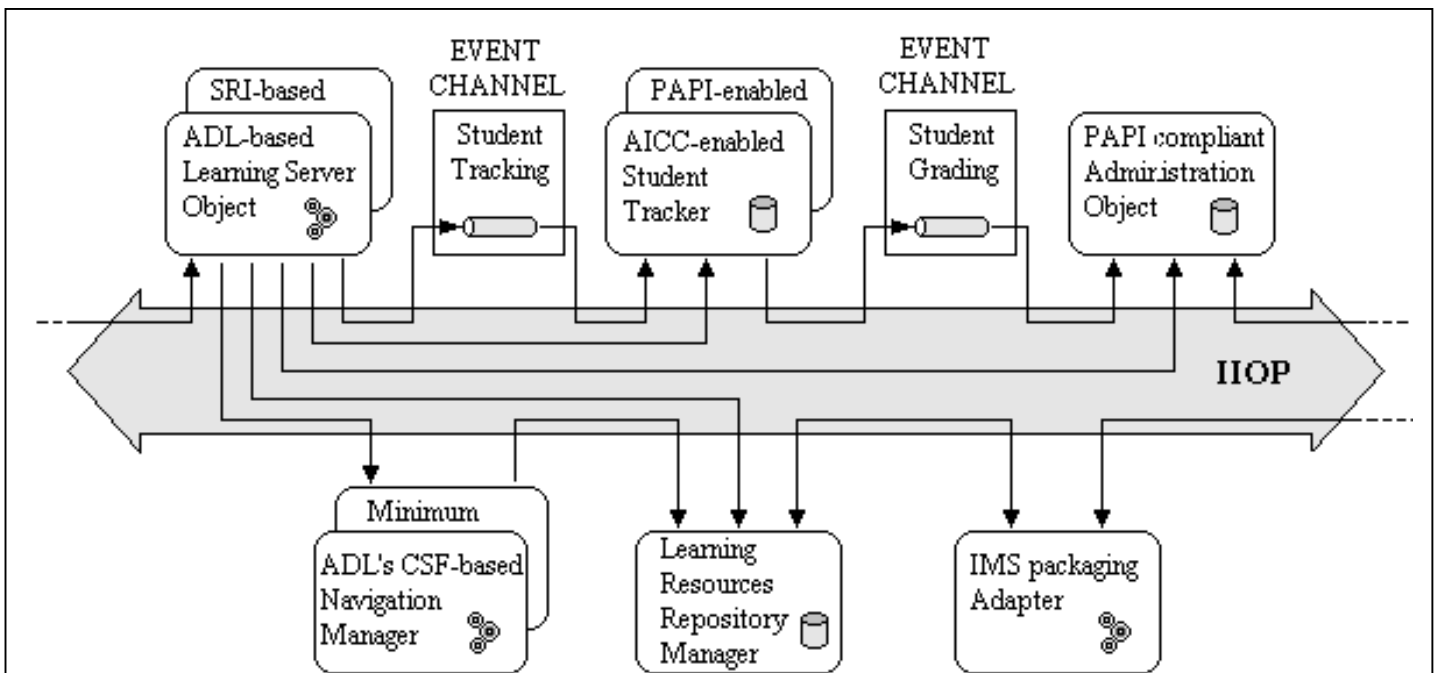 EVENT
CHANNEL
EVENT
CHANNEL
SRI-based
ADL-based
Learning Server
Object
Student
Tracking
PAPI-enabled
AICC-enabled
Student
Tracker
Student
Grading
PAPI compliant
Administration
Object
IIOP
Minimum
ADL's CSF-based
Navigation
Manager
Learning
Resources
Repository
Manager
IMS packaging
Adapter